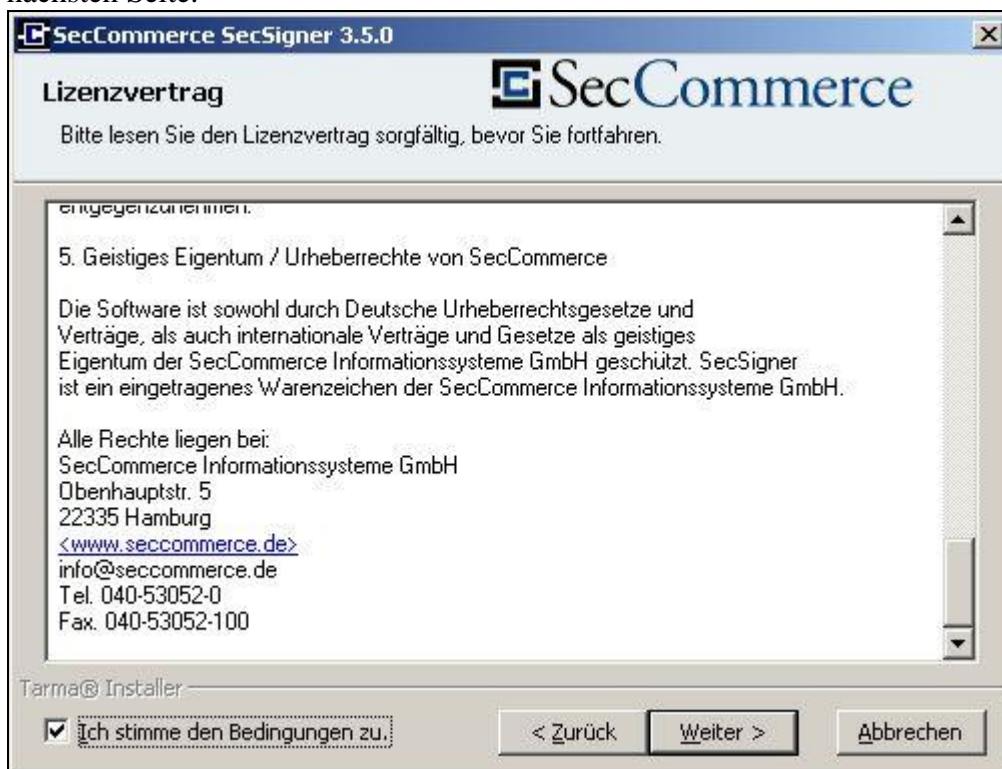 nächsten Seite.
SecCommerce SecSigner 3.5.0
Lizenzvertrag
SecCommerce
Bitte lesen Sie den Lizenzvertrag sorgfältig, bevor Sie fortfahren.
entgegenzunehmen.
5. Geistiges Eigentum / Urheberrechte von SecCommerce
Die Software ist sowohl durch Deutsche Urheberrechtsgesetze und
Verträge, als auch internationale Verträge und Gesetze als geistiges
Eigentum der SecCommerce Informationssysteme GmbH geschützt. SecSigner
ist ein eingetragenes Warenzeichen der SecCommerce Informationssysteme GmbH.
Alle Rechte liegen bei:
SecCommerce Informationssysteme GmbH
Obenhauptstr. 5
22335 Hamburg
<www.seccommerce.de>
info@seccommerce.de
Tel. 040-53052-0
Fax. 040-53052-100
Tarma® Installer
Ich stimme den Bedingungen zu.
< Zurück
Weiter >
Abbrechen